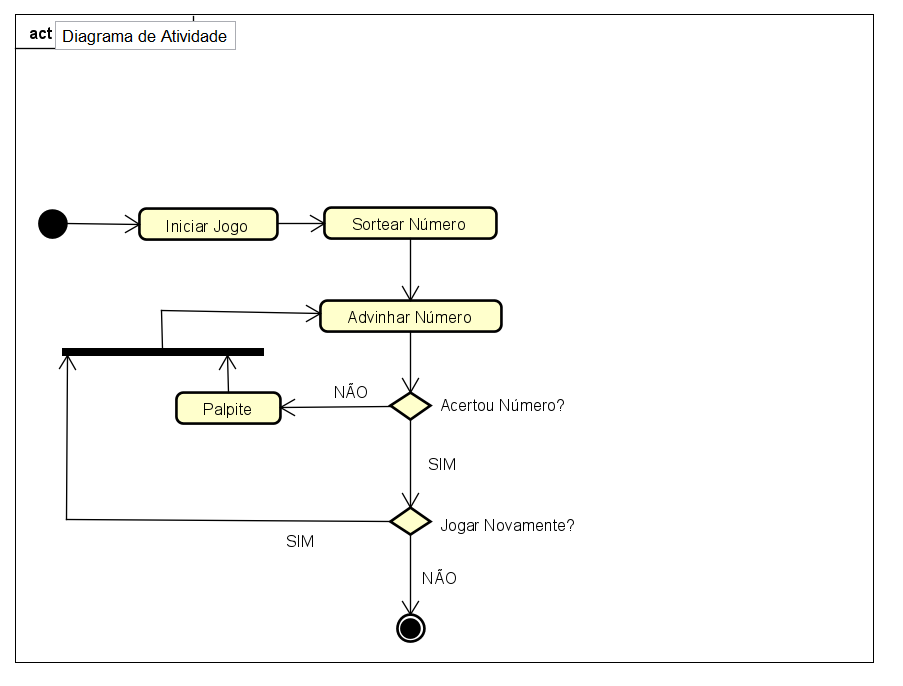 act
Diagrama de Atividade
Iniciar Jogo
Sortear Número
Advinhar Número
NÃO
Acertou Número?
Palpite
SIM
Jogar Novamente?
SIM
NÃO